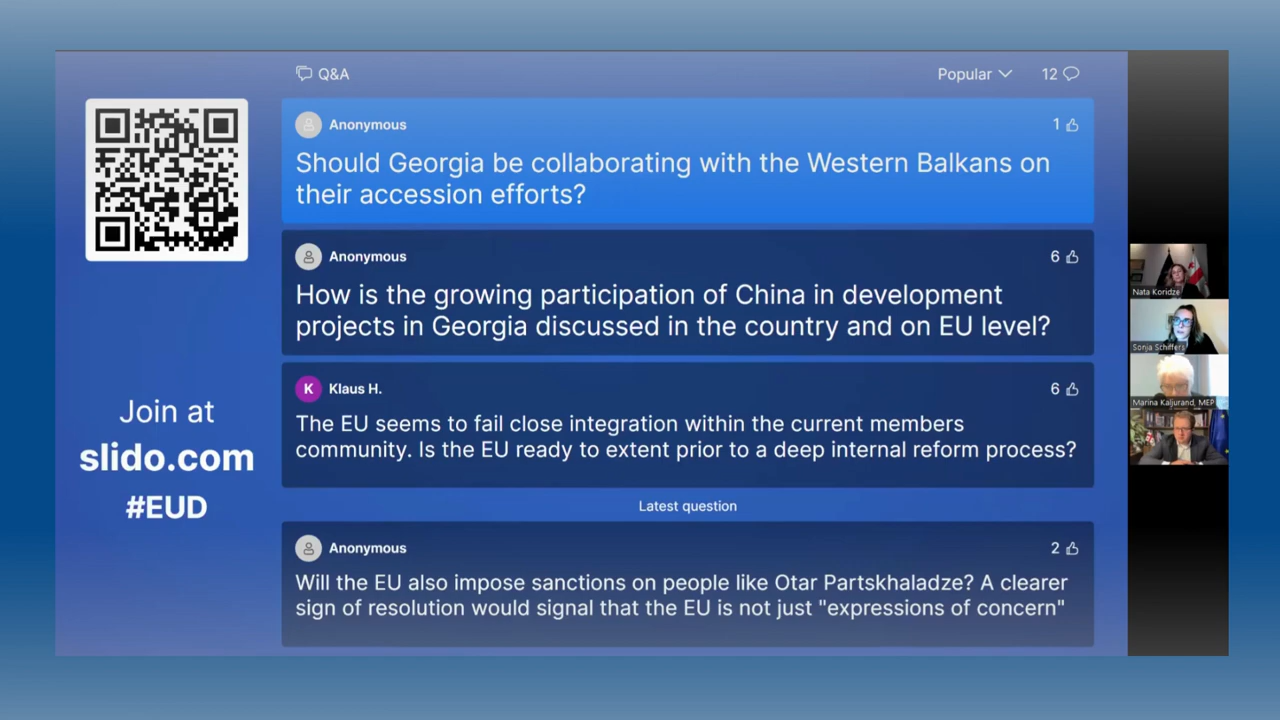 Q&A
Popular
12
Anonymous
1
Should Georgia be collaborating with the Western Balkans on
their accession efforts?
Anonymous
6
How is the growing participation of China in development
projects in Georgia discussed in the country and on EU level?
K
Klaus H.
6
The EU seems to fail close integration within the current members
community. Is the EU ready to extent prior to a deep internal reform process?
Latest question
Anonymous
2
Will the EU also impose sanctions on people like Otar Partskhaladze? A clearer
sign of resolution would signal that the EU is not just "expressions of concern"
Join at
slido.com
#EUD
Nata Koridze
Sonja Schiffers
Marina Kaljurand, MEP